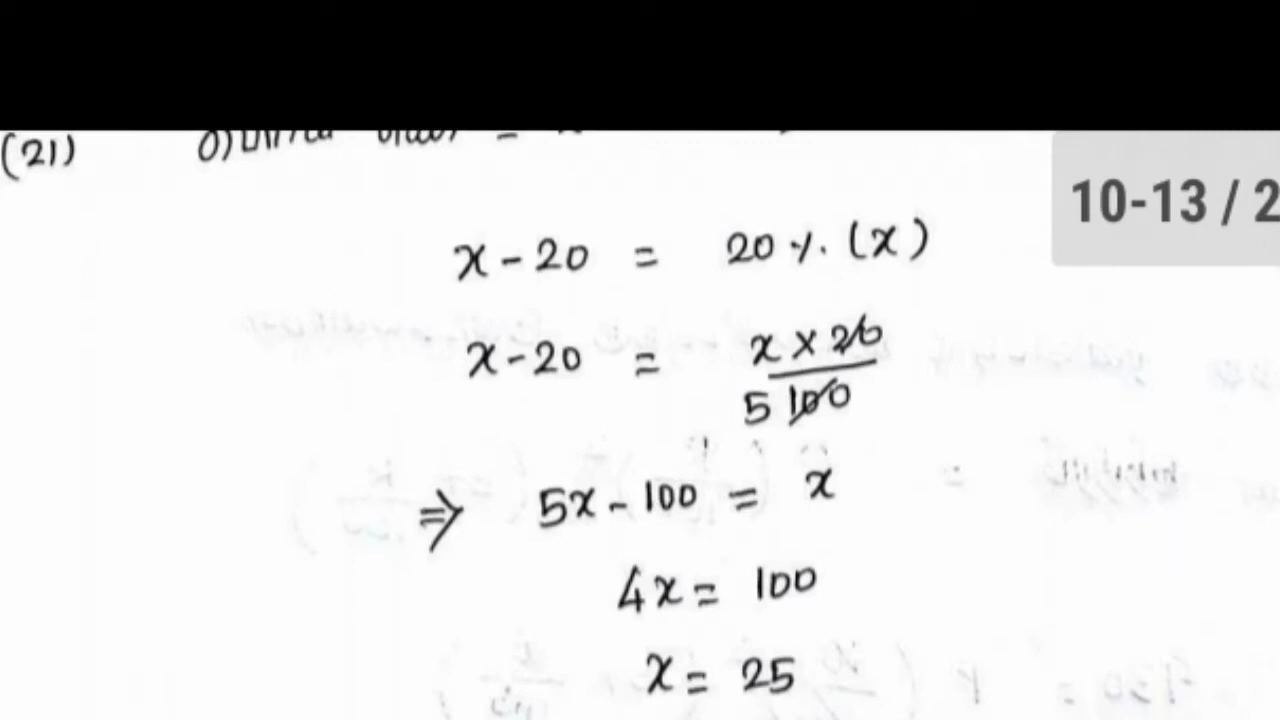 (21)
10-13 / 2
x - 20 = 20 %. (x)
x - 20 = x × 20 / 5 100
⇒ 5x - 100 = x
4x = 100
x = 25